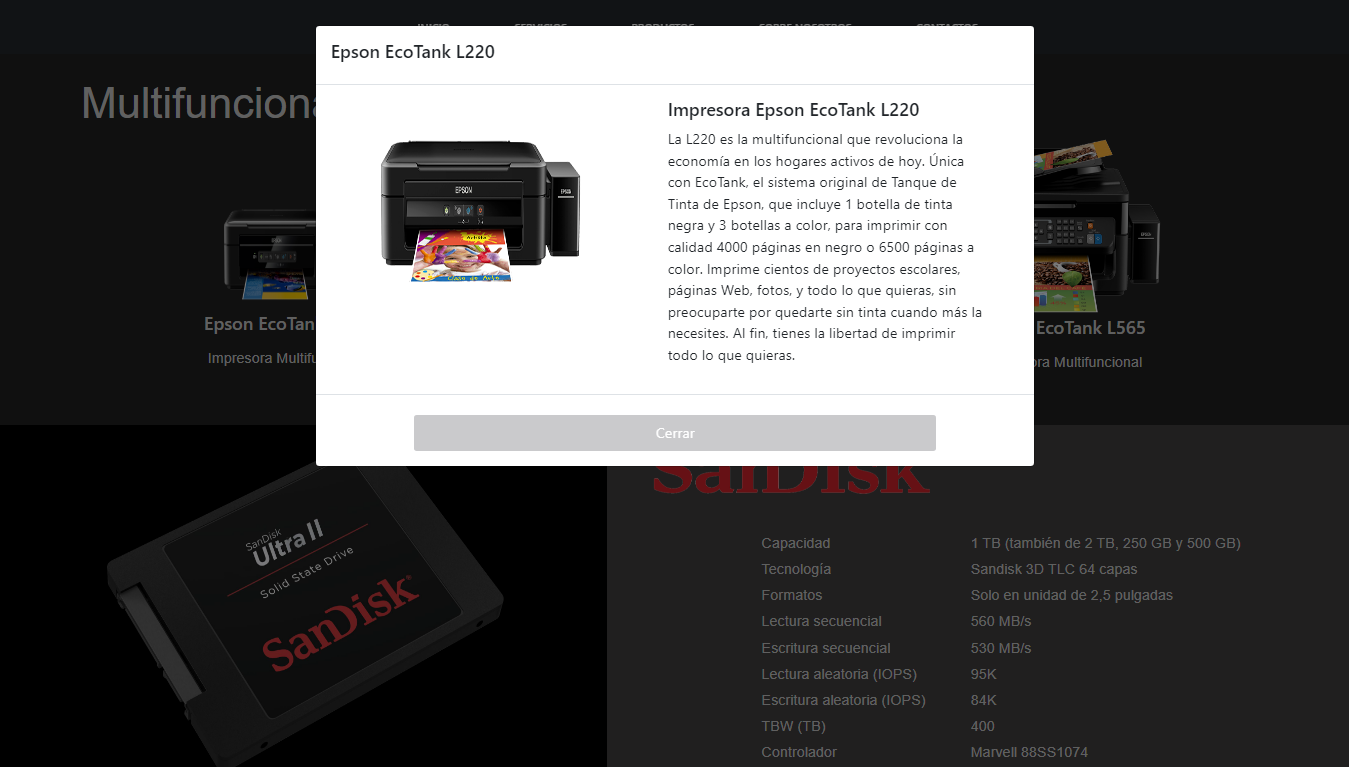 INICIO SERVICIOS PRODUCTOS SOBRE NOSOTROS CONTACTOS
Epson EcoTank L220
Multifunciona
Impresora Epson EcoTank L220
La L220 es la multifuncional que revoluciona la
economía en los hogares activos de hoy. Única
con EcoTank, el sistema original de Tanque de
Tinta de Epson, que incluye 1 botella de tinta
negra y 3 botellas a color, para imprimir con
calidad 4000 páginas en negro o 6500 páginas a
color. Imprime cientos de proyectos escolares,
páginas Web, fotos, y todo lo que quieras, sin
preocuparte por quedarte sin tinta cuando más la
necesites. Al fin, tienes la libertad de imprimir
todo lo que quieras.
EPSON
Epson EcoTan
Impresora Multifu
EcoTank L565
ra Multifuncional
Cerrar
SanDisk
Ultra II
Solid State Drive
SanDisk
SanDisk
Capacidad 1 TB (también de 2 TB, 250 GB y 500 GB)
Tecnología Sandisk 3D TLC 64 capas
Formatos Solo en unidad de 2,5 pulgadas
Lectura secuencial 560 MB/s
Escritura secuencial 530 MB/s
Lectura aleatoria (IOPS) 95K
Escritura aleatoria (IOPS) 84K
TBW (TB) 400
Controlador Marvell 88SS1074